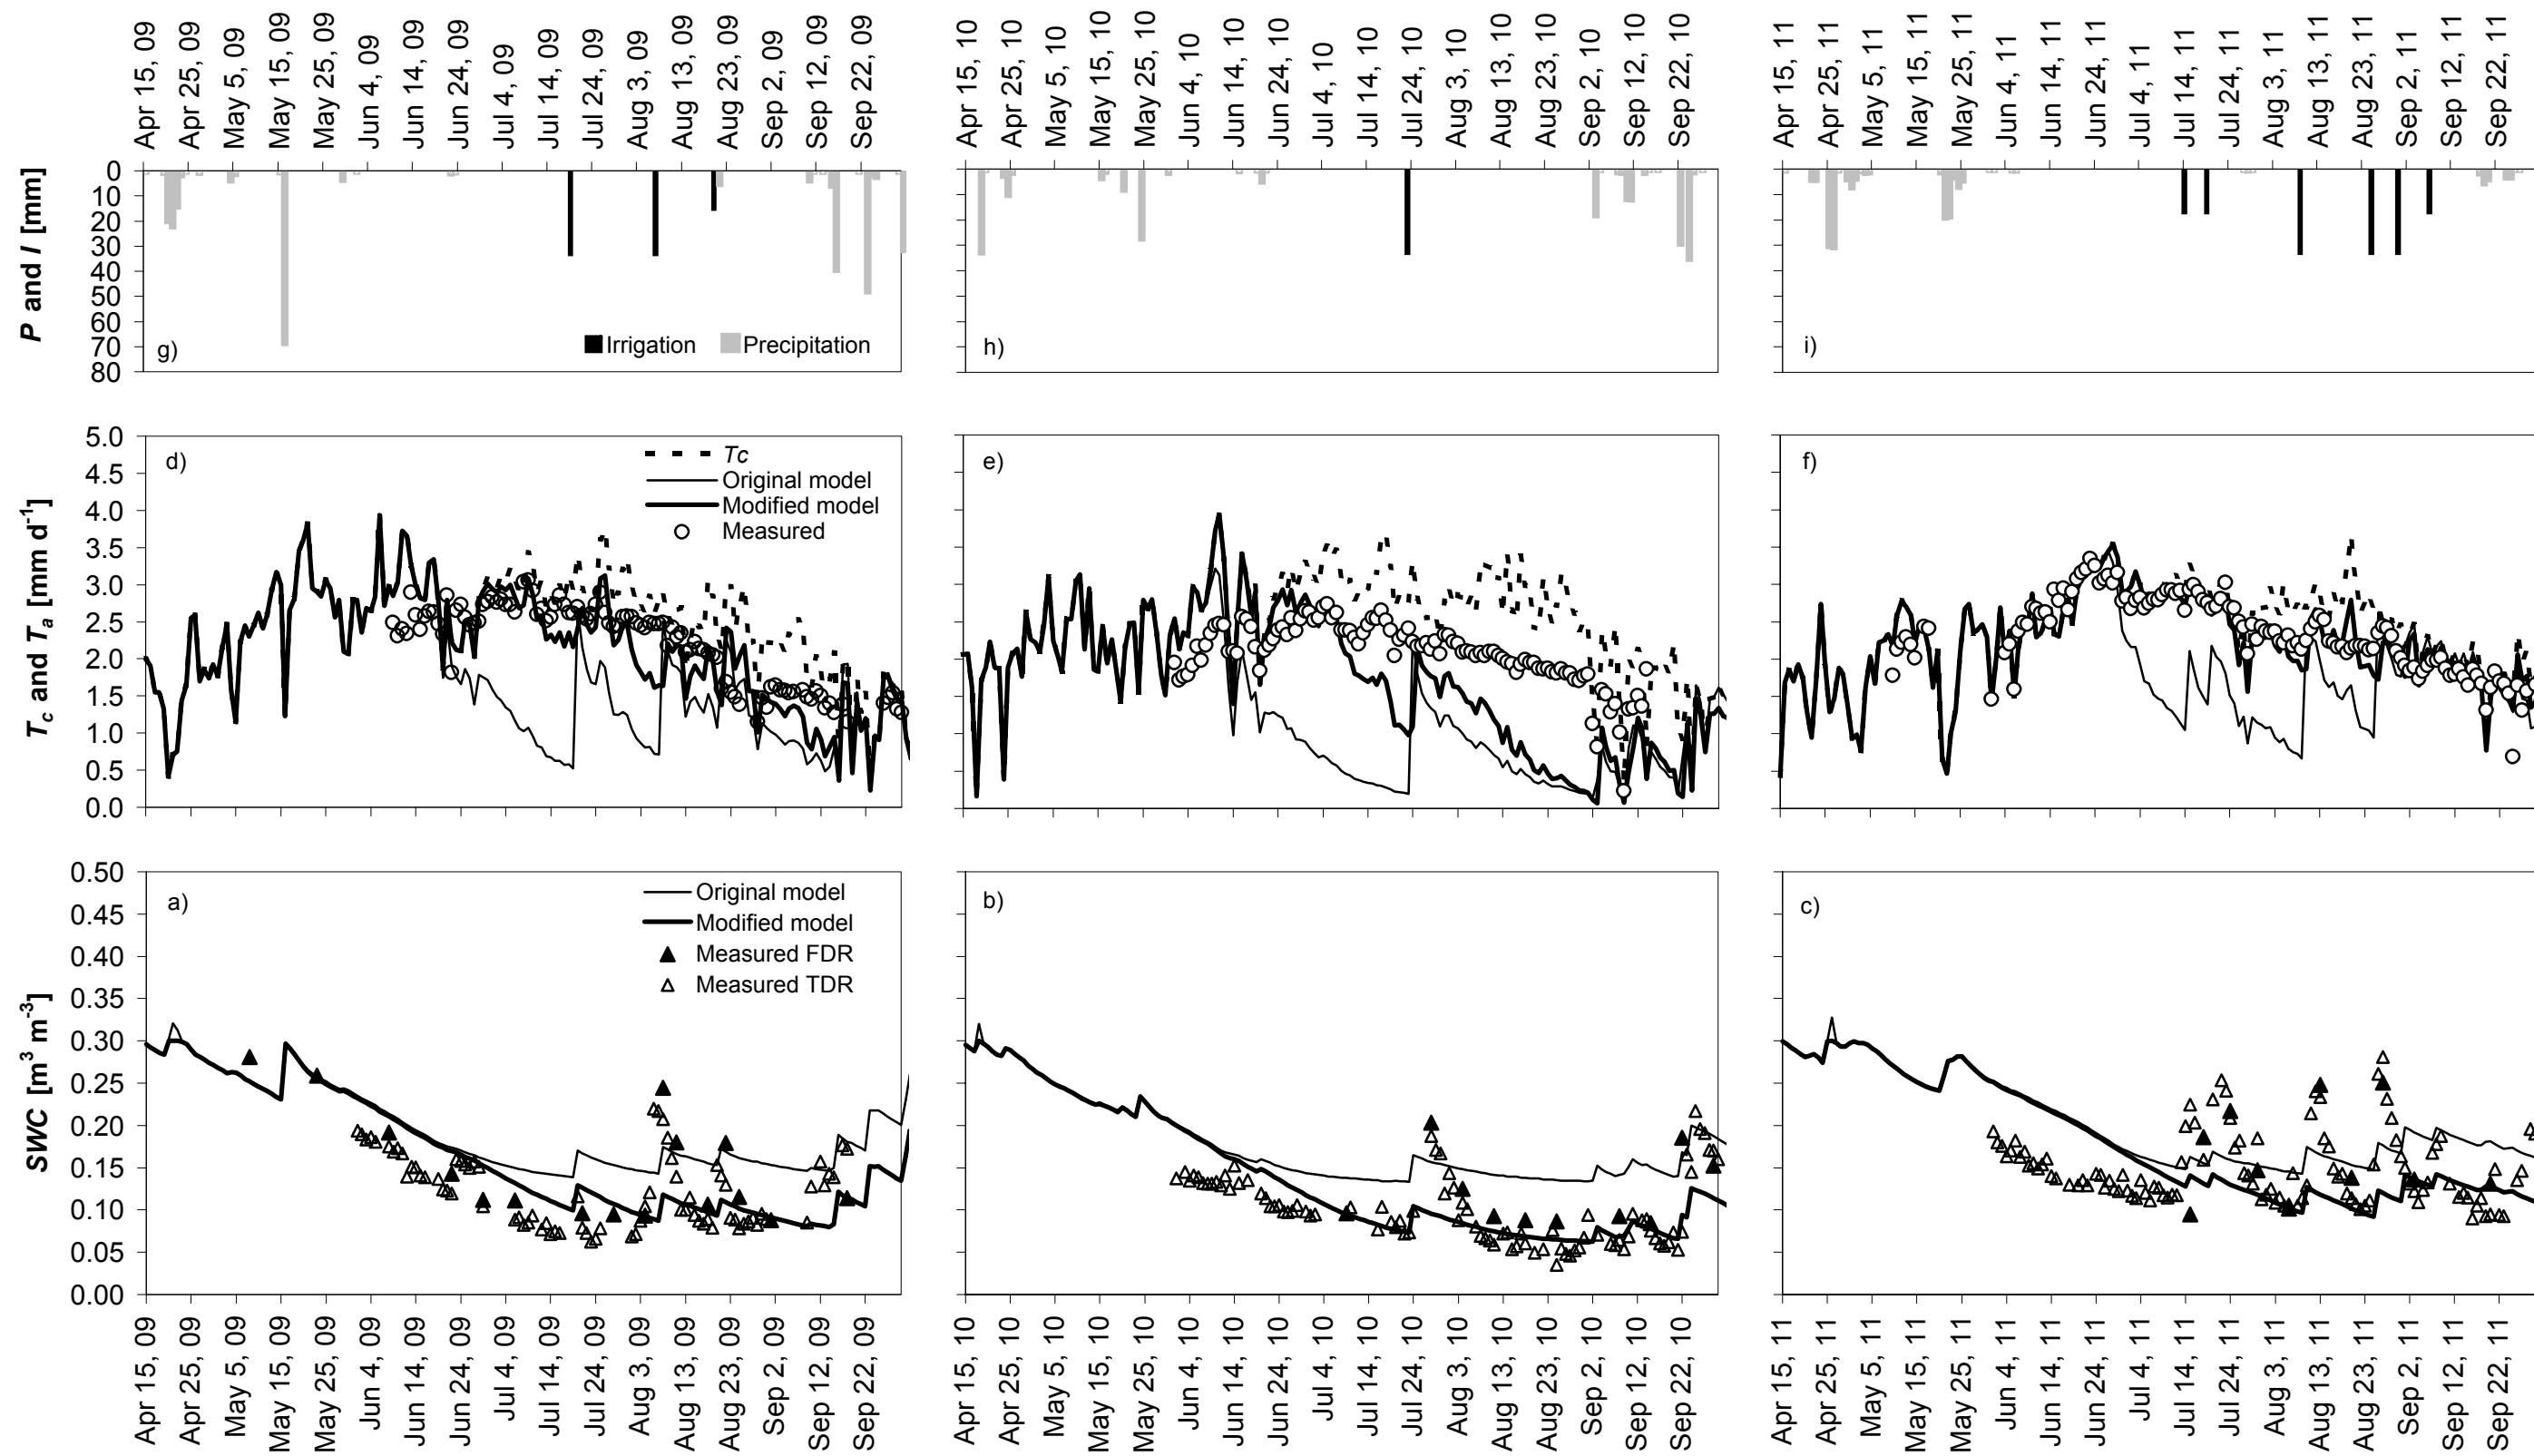 Apr 15, 09
Apr 25, 09
May 5, 09
May 15, 09
May 25, 09
Jun 4, 09
Jun 14, 09
Jun 24, 09
Jul 4, 09
Jul 14, 09
Jul 24, 09
Aug 3, 09
Aug 13, 09
Aug 23, 09
Sep 2, 09
Sep 12, 09
Sep 22, 09
Apr 15, 10
Apr 25, 10
May 5, 10
May 15, 10
May 25, 10
Jun 4, 10
Jun 14, 10
Jun 24, 10
Jul 4, 10
Jul 14, 10
Jul 24, 10
Aug 3, 10
Aug 13, 10
Aug 23, 10
Sep 2, 10
Sep 12, 10
Sep 22, 10
Apr 15, 11
Apr 25, 11
May 5, 11
May 15, 11
May 25, 11
Jun 4, 11
Jun 14, 11
Jun 24, 11
Jul 4, 11
Jul 14, 11
Jul 24, 11
Aug 3, 11
Aug 13, 11
Aug 23, 11
Sep 2, 11
Sep 12, 11
Sep 22, 11
P and I [mm]
0
10
20
30
40
50
60
70
80
g)
Irrigation
Precipitation
h)
i)
Tc and Ta [mm d-1]
5.0
4.5
4.0
3.5
3.0
2.5
2.0
1.5
1.0
0.5
0.0
d)
Tc
Original model
Modified model
Measured
e)
f)
SWC [m3 m-3]
0.50
0.45
0.40
0.35
0.30
0.25
0.20
0.15
0.10
0.05
0.00
a)
Original model
Modified model
Measured FDR
Measured TDR
b)
c)
Apr 15, 09
Apr 25, 09
May 5, 09
May 15, 09
May 25, 09
Jun 4, 09
Jun 14, 09
Jun 24, 09
Jul 4, 09
Jul 14, 09
Jul 24, 09
Aug 3, 09
Aug 13, 09
Aug 23, 09
Sep 2, 09
Sep 12, 09
Sep 22, 09
Apr 15, 10
Apr 25, 10
May 5, 10
May 15, 10
May 25, 10
Jun 4, 10
Jun 14, 10
Jun 24, 10
Jul 4, 10
Jul 14, 10
Jul 24, 10
Aug 3, 10
Aug 13, 10
Aug 23, 10
Sep 2, 10
Sep 12, 10
Sep 22, 10
Apr 15, 11
Apr 25, 11
May 5, 11
May 15, 11
May 25, 11
Jun 4, 11
Jun 14, 11
Jun 24, 11
Jul 4, 11
Jul 14, 11
Jul 24, 11
Aug 3, 11
Aug 13, 11
Aug 23, 11
Sep 2, 11
Sep 12, 11
Sep 22, 11